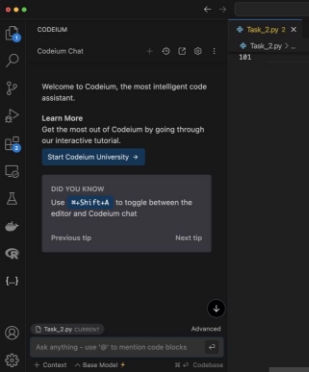 CODEIUM
Task_2.py 2
Codeium Chat
Task_2.py > ...
101
Welcome to Codeium, the most intelligent code
assistant.
Learn More
Get the most out of Codeium by going through
our interactive tutorial.
Start Codeium University →
DID YOU KNOW
Use ⌘+Shift+A to toggle between the
editor and Codeium chat
Previous tip Next tip
Task_2.py CURRENT
Advanced
Ask anything – use '@' to mention code blocks
+ Context ^ Base Model ⚡ ⌘⏎ Codebase